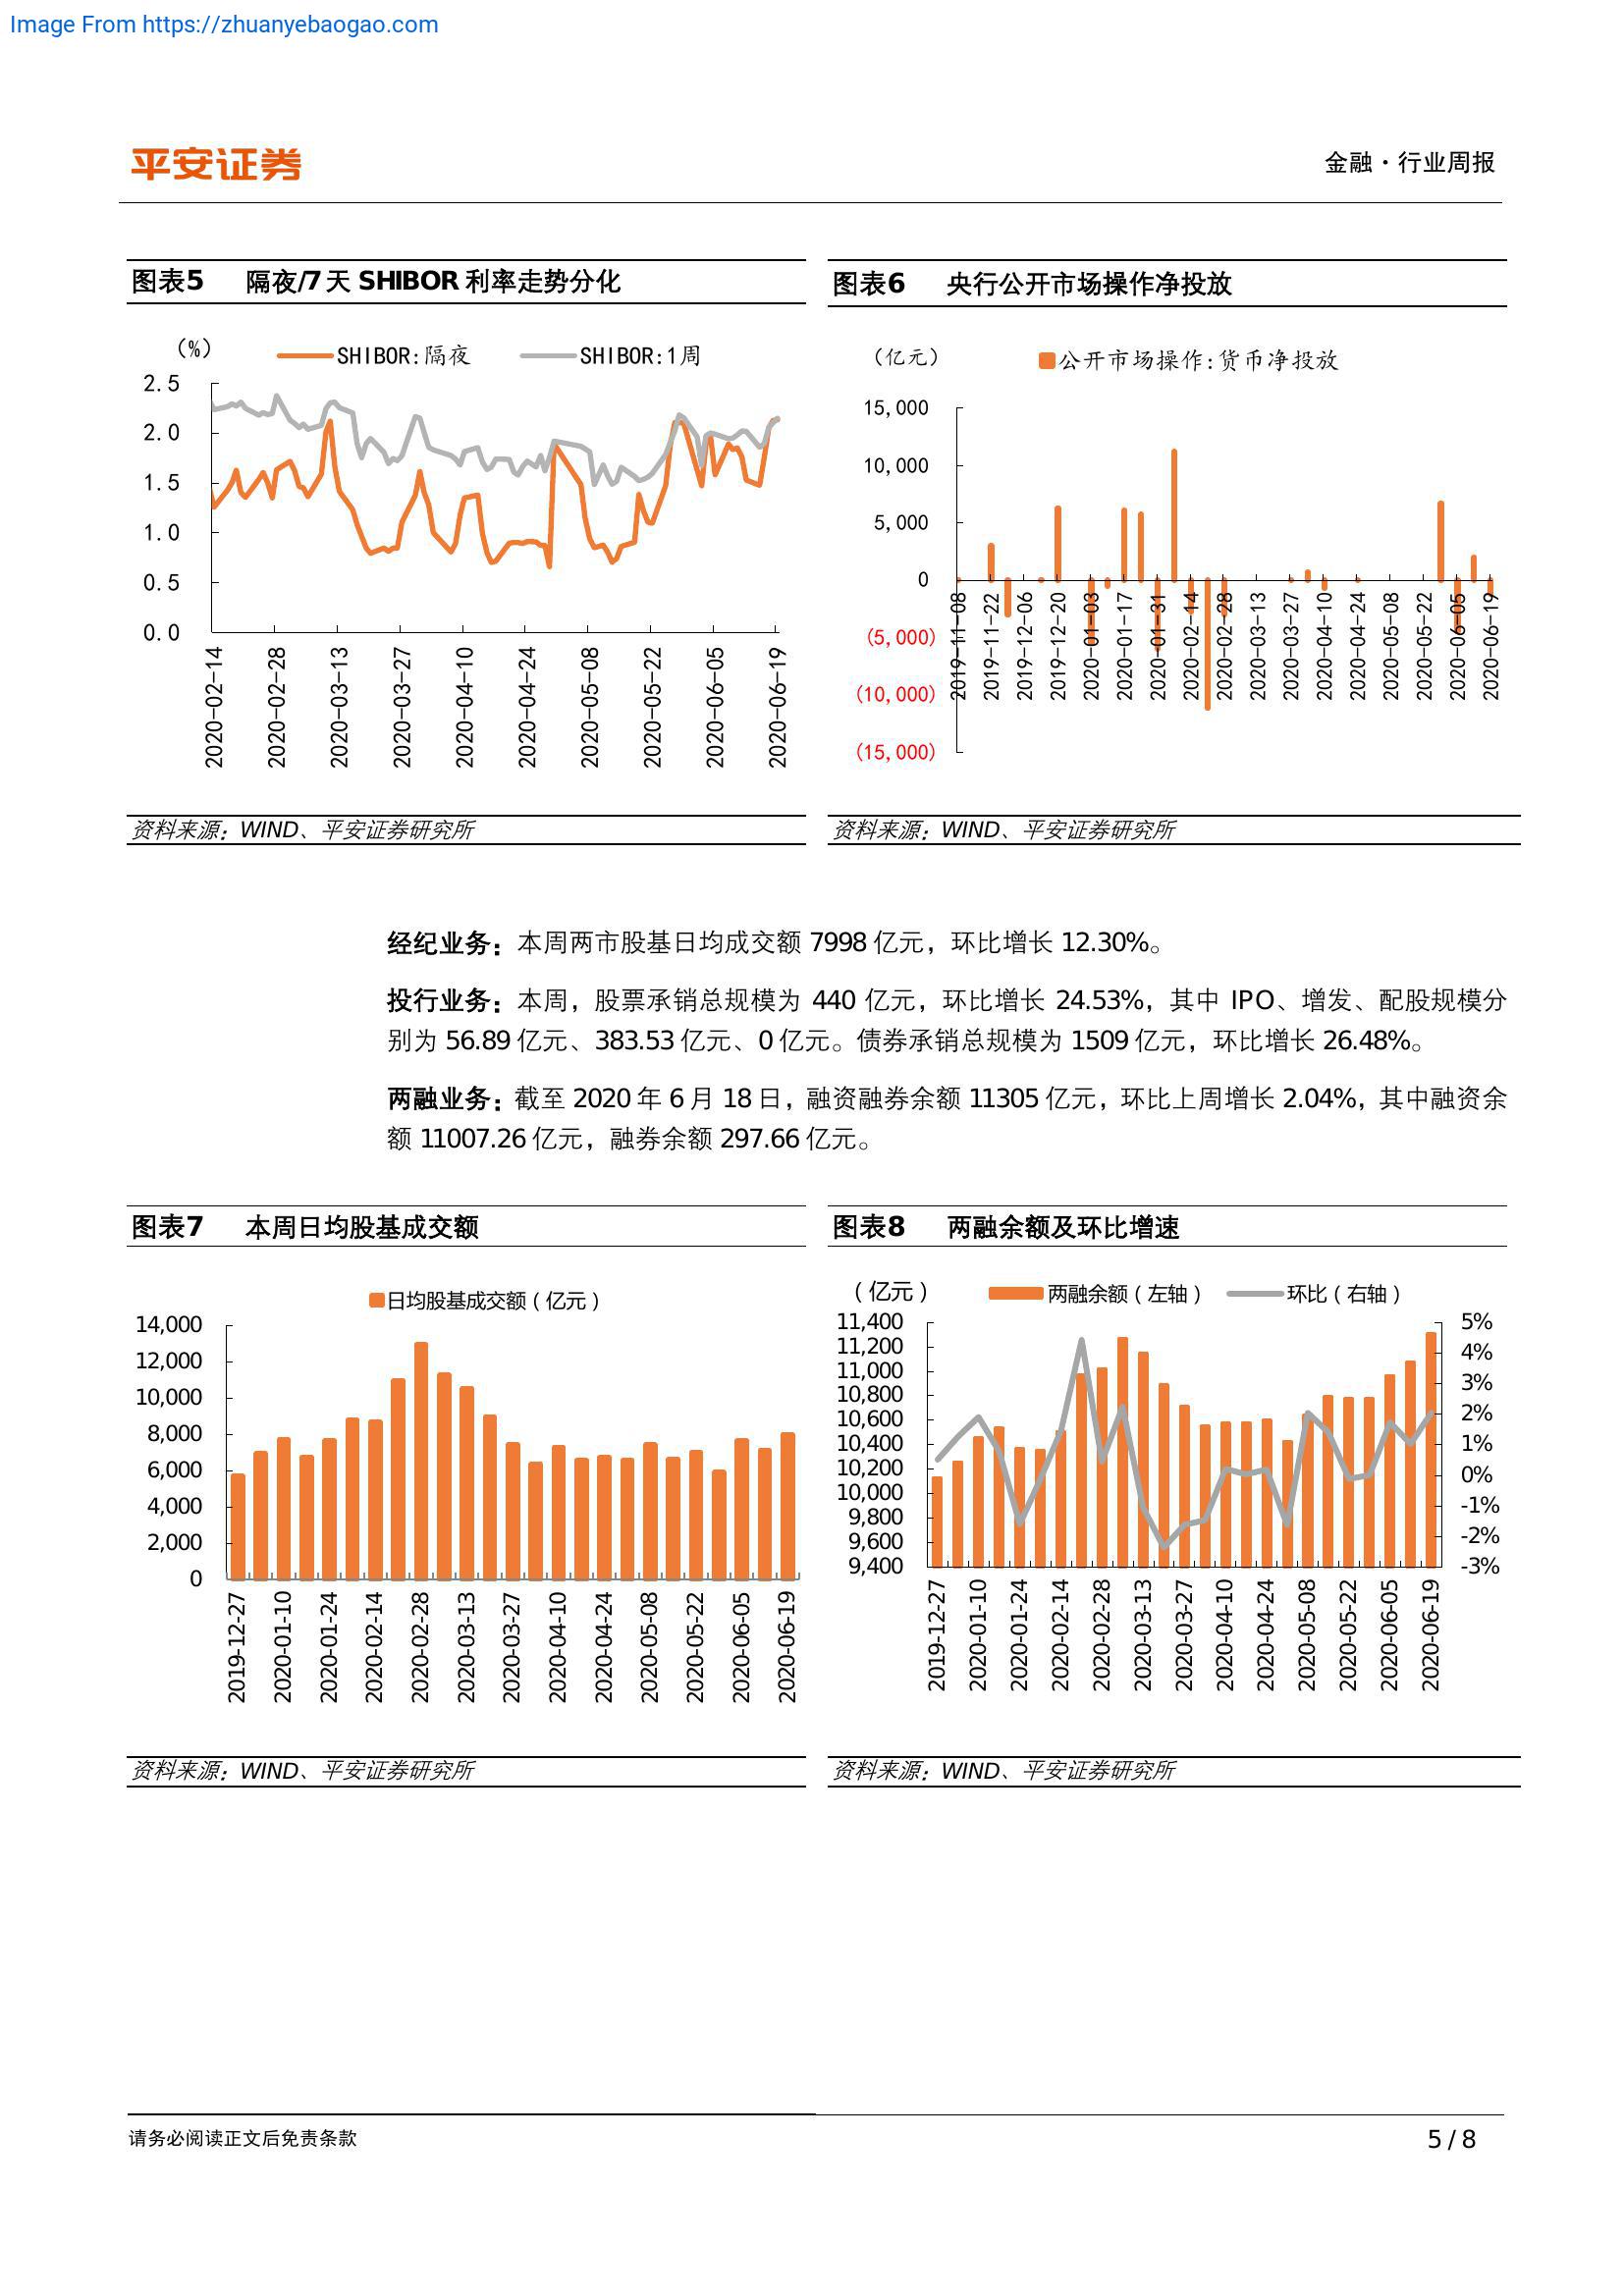 Image From https://zhuanyebaogao.com
平安证券
金融·行业周报
图表5 隔夜/7天 SHIBOR 利率走势分化
(%)
SHIBOR:隔夜 SHIBOR:1周
2.5
2.0
1.5
1.0
0.5
0.0
2020-02-14 2020-02-28 2020-03-13 2020-03-27 2020-04-10 2020-04-24 2020-05-08 2020-05-22 2020-06-05 2020-06-19
资料来源：WIND、平安证券研究所
图表6 央行公开市场操作净投放
（亿元）
公开市场操作:货币净投放
15,000
10,000
5,000
0
(5,000)
(10,000)
(15,000)
2019-11-08 2019-11-22 2019-12-06 2019-12-20 2020-01-03 2020-01-17 2020-01-31 2020-02-14 2020-02-28 2020-03-13 2020-03-27 2020-04-10 2020-04-24 2020-05-08 2020-05-22 2020-06-05 2020-06-19
资料来源：WIND、平安证券研究所
经纪业务：本周两市股基日均成交额 7998 亿元，环比增长 12.30%。
投行业务：本周，股票承销总规模为 440 亿元，环比增长 24.53%，其中 IPO、增发、配股规模分
别为 56.89 亿元、383.53 亿元、0 亿元。债券承销总规模为 1509 亿元，环比增长 26.48%。
两融业务：截至 2020 年 6 月 18 日，融资融券余额 11305 亿元，环比上周增长 2.04%，其中融资余
额 11007.26 亿元，融券余额 297.66 亿元。
图表7 本周日均股基成交额
日均股基成交额（亿元）
14,000
12,000
10,000
8,000
6,000
4,000
2,000
0
2019-12-27 2020-01-10 2020-01-24 2020-02-14 2020-02-28 2020-03-13 2020-03-27 2020-04-10 2020-04-24 2020-05-08 2020-05-22 2020-06-05 2020-06-19
资料来源：WIND、平安证券研究所
图表8 两融余额及环比增速
（亿元）
两融余额（左轴） 环比（右轴）
11,400
11,200
11,000
10,800
10,600
10,400
10,200
10,000
9,800
9,600
9,400
5%
4%
3%
2%
1%
0%
-1%
-2%
-3%
2019-12-27 2020-01-10 2020-01-24 2020-02-14 2020-02-28 2020-03-13 2020-03-27 2020-04-10 2020-04-24 2020-05-08 2020-05-22 2020-06-05 2020-06-19
资料来源：WIND、平安证券研究所
请务必阅读正文后免责条款
5 / 8